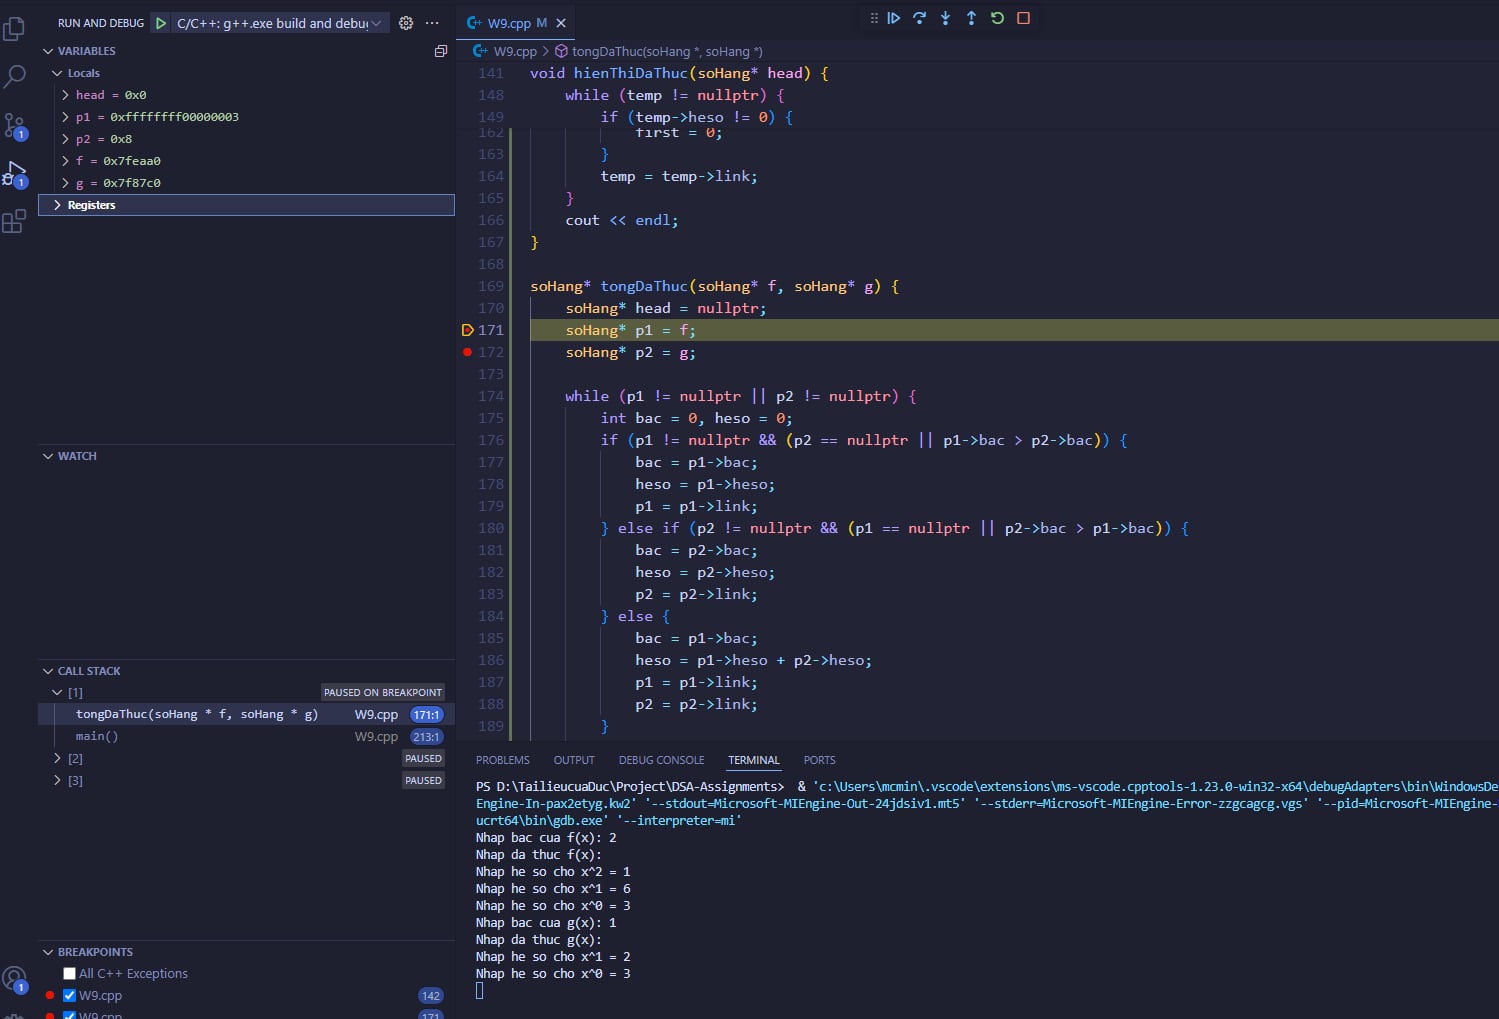 RUN AND DEBUG C/C++: g++.exe build and debug
VARIABLES
Locals
head = 0x0
p1 = 0xffffffff00000003
p2 = 0x8
f = 0x7feaa0
g = 0x7f87c0
Registers
WATCH
CALL STACK
[1] PAUSED ON BREAKPOINT
tongDaThuc(soHang * f, soHang * g) W9.cpp 171:1
main() W9.cpp 213:1
[2] PAUSED
[3] PAUSED
BREAKPOINTS
All C++ Exceptions
W9.cpp 142
W9.cpp 171
1
1
1
W9.cpp M
W9.cpp > tongDaThuc(soHang *, soHang *)
141 void hienThiDaThuc(soHang* head) {
148 while (temp != nullptr) {
149 if (temp->heso != 0) {
162 first = 0;
163 }
164 temp = temp->link;
165 }
166 cout << endl;
167 }
168
169 soHang* tongDaThuc(soHang* f, soHang* g) {
170 soHang* head = nullptr;
171 soHang* p1 = f;
172 soHang* p2 = g;
173
174 while (p1 != nullptr || p2 != nullptr) {
175 int bac = 0, heso = 0;
176 if (p1 != nullptr && (p2 == nullptr || p1->bac > p2->bac)) {
177 bac = p1->bac;
178 heso = p1->heso;
179 p1 = p1->link;
180 } else if (p2 != nullptr && (p1 == nullptr || p2->bac > p1->bac)) {
181 bac = p2->bac;
182 heso = p2->heso;
183 p2 = p2->link;
184 } else {
185 bac = p1->bac;
186 heso = p1->heso + p2->heso;
187 p1 = p1->link;
188 p2 = p2->link;
189 }
PROBLEMS OUTPUT DEBUG CONSOLE TERMINAL PORTS
PS D:\TailieucuaDuc\Project\DSA-Assignments> & 'c:\Users\mcmin\.vscode\extensions\ms-vscode.cpptools-1.23.0-win32-x64\debugAdapters\bin\WindowsDe
Engine-In-pax2etyg.kw2' '--stdout=Microsoft-MIEngine-Out-24jdsiv1.mt5' '--stderr=Microsoft-MIEngine-Error-zzgcagcg.vgs' '--pid=Microsoft-MIEngine-
ucrt64\bin\gdb.exe' '--interpreter=mi'
Nhap bac cua f(x): 2
Nhap da thuc f(x):
Nhap he so cho x^2 = 1
Nhap he so cho x^1 = 6
Nhap he so cho x^0 = 3
Nhap bac cua g(x): 1
Nhap da thuc g(x):
Nhap he so cho x^1 = 2
Nhap he so cho x^0 = 3